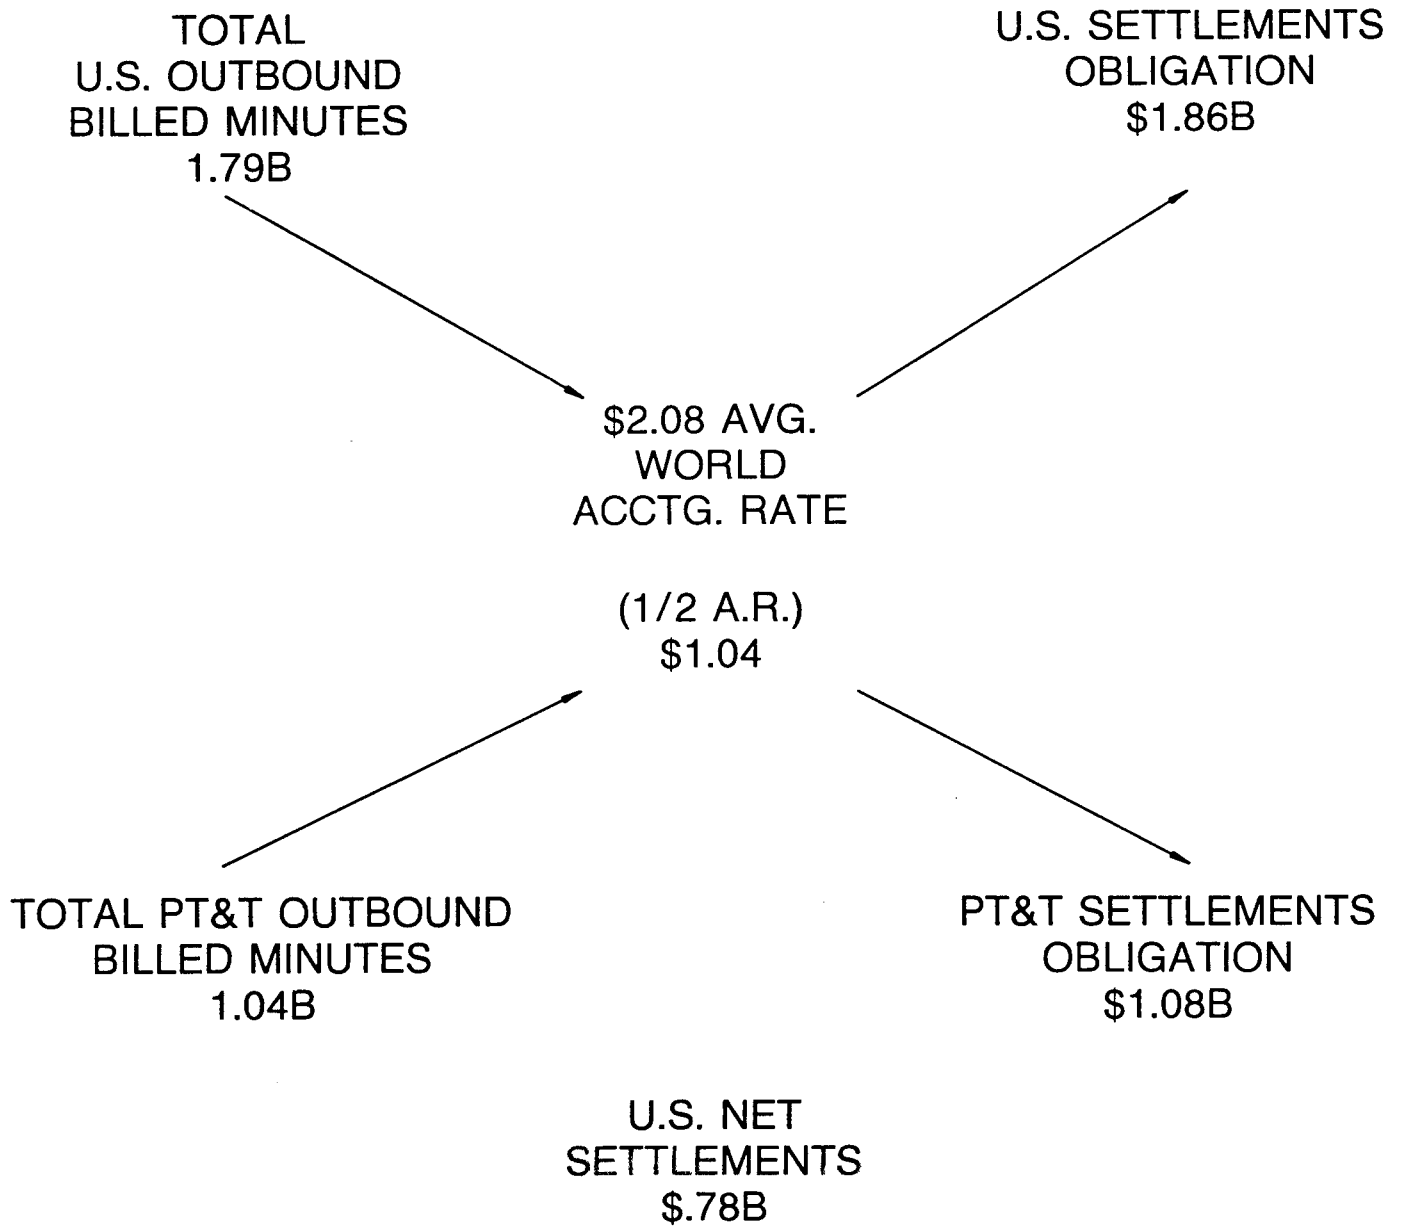 TOTAL
U.S. OUTBOUND
BILLED MINUTES
1.79B
U.S. SETTLEMENTS
OBLIGATION
$1.86B
$2.08 AVG.
WORLD
ACCTG. RATE
(1/2 A.R.)
$1.04
TOTAL PT&T OUTBOUND
BILLED MINUTES
1.04B
PT&T SETTLEMENTS
OBLIGATION
$1.08B
U.S. NET
SETTLEMENTS
$.78B